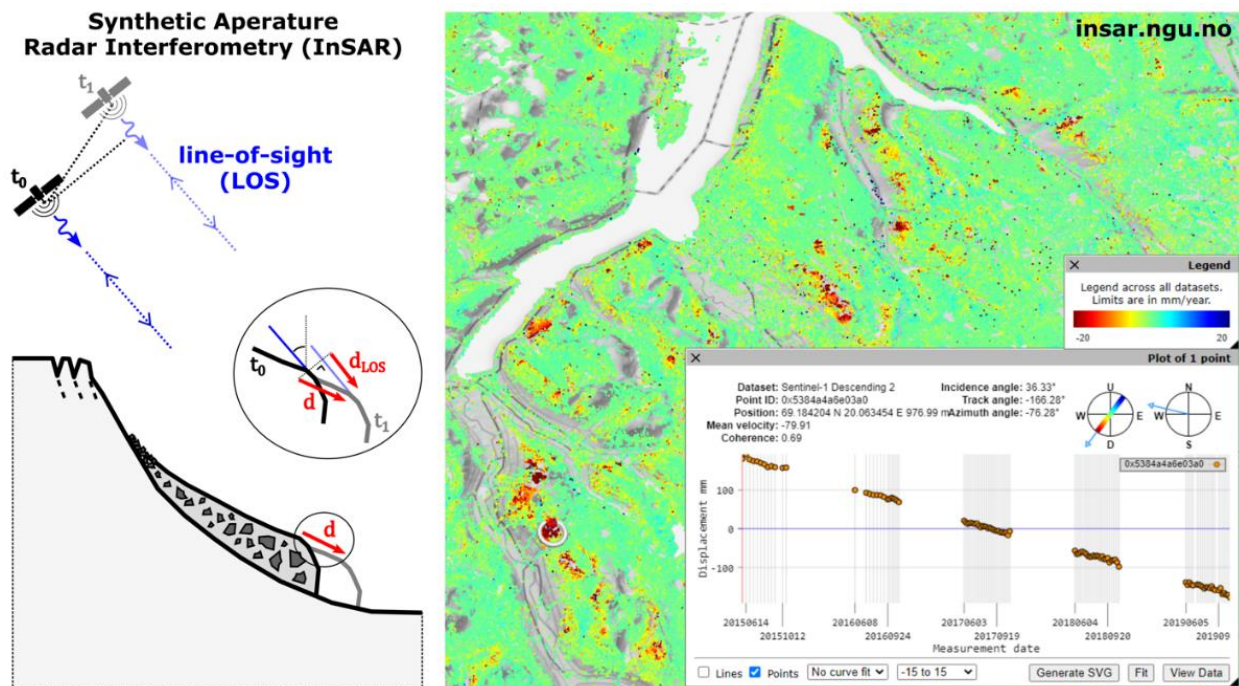 Synthetic Aperture
Radar Interferometry (InSAR)
t1
t0
line-of-sight
(LOS)
t0
dLOS
d
t1
d
insar.ngu.no
× Legend
Legend across all datasets.
Limits are in mm/year.
-20 20
× Plot of 1 point
Dataset: Sentinel-1 Descending 2 Incidence angle: 36.33°
Point ID: 0x5384a4a6e03a0 Track angle: -166.28°
Position: 69.184204 N 20.063454 E 976.99 m Azimuth angle: -76.28°
Mean velocity: -79.91
Coherence: 0.69
U
W E
D
N
W E
S
0x5384a4a6e03a0
Displacement mm
100
0
-100
20150614 20160608 20170603 20180604 20190605
20151012 20160924 20170919 20180920 201909
Measurement date
Lines Points No curve fit -15 to 15 Generate SVG Fit View Data